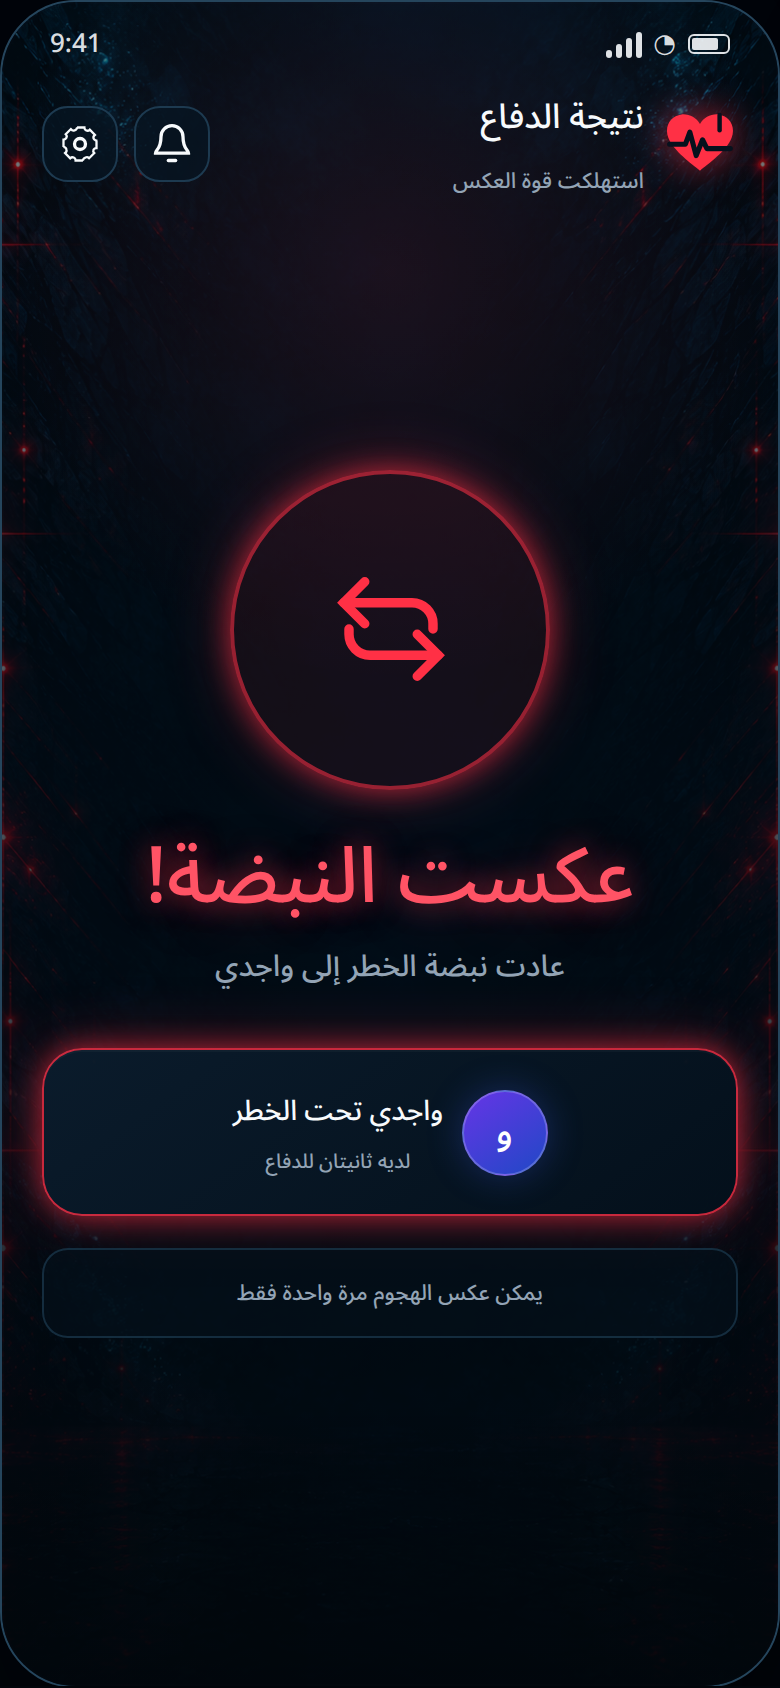 9:41
نتيجة الدفاع
استهلكت قوة العكس
عكست النبضة!
عادت نبضة الخطر إلى واجدي
و
واجدي تحت الخطر
لديه ثانيتان للدفاع
يمكن عكس الهجوم مرة واحدة فقط